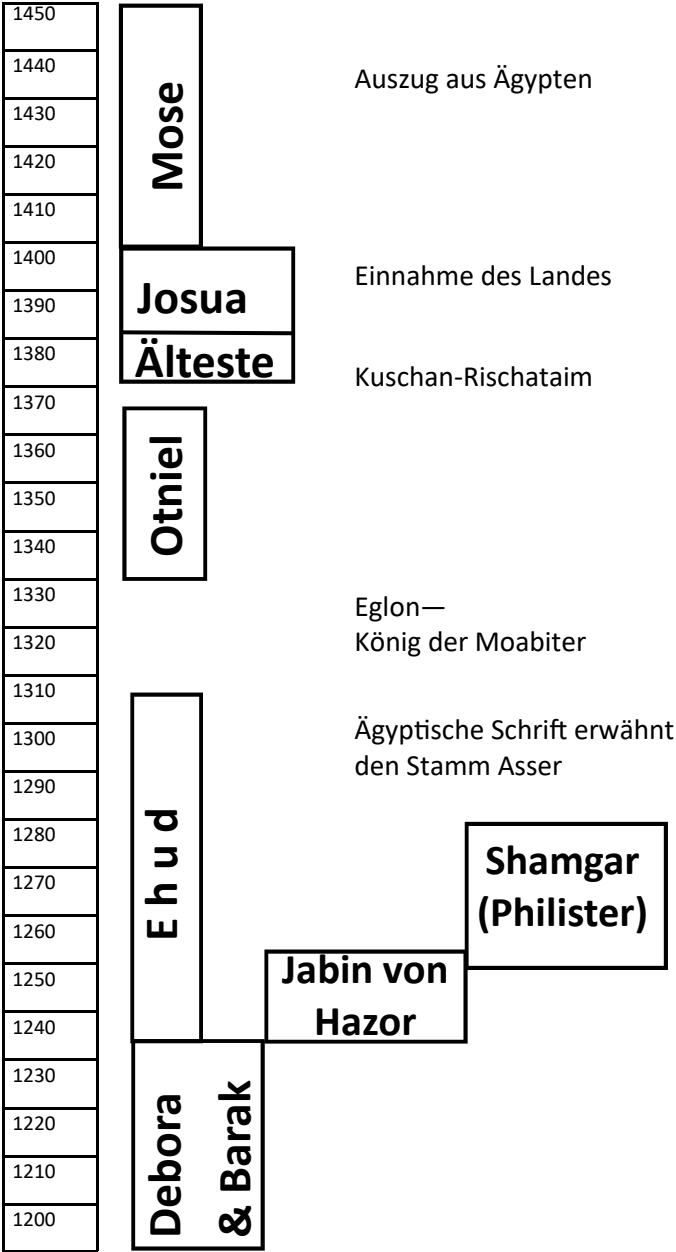 1450
1440
Auszug aus Ägypten
1430
Mose
1420
1410
1400
Einnahme des Landes
1390
Josua
1380
Älteste
Kuschan-Rischataim
1370
1360
Otniel
1350
1340
1330
Eglon—
1320
König der Moabiter
1310
1300
Ägyptische Schrift erwähnt
den Stamm Asser
1290
1280
Shamgar
1270
(Philister)
E h u d
1260
1250
Jabin von
Hazor
1240
1230
Debora
& Barak
1220
1210
1200